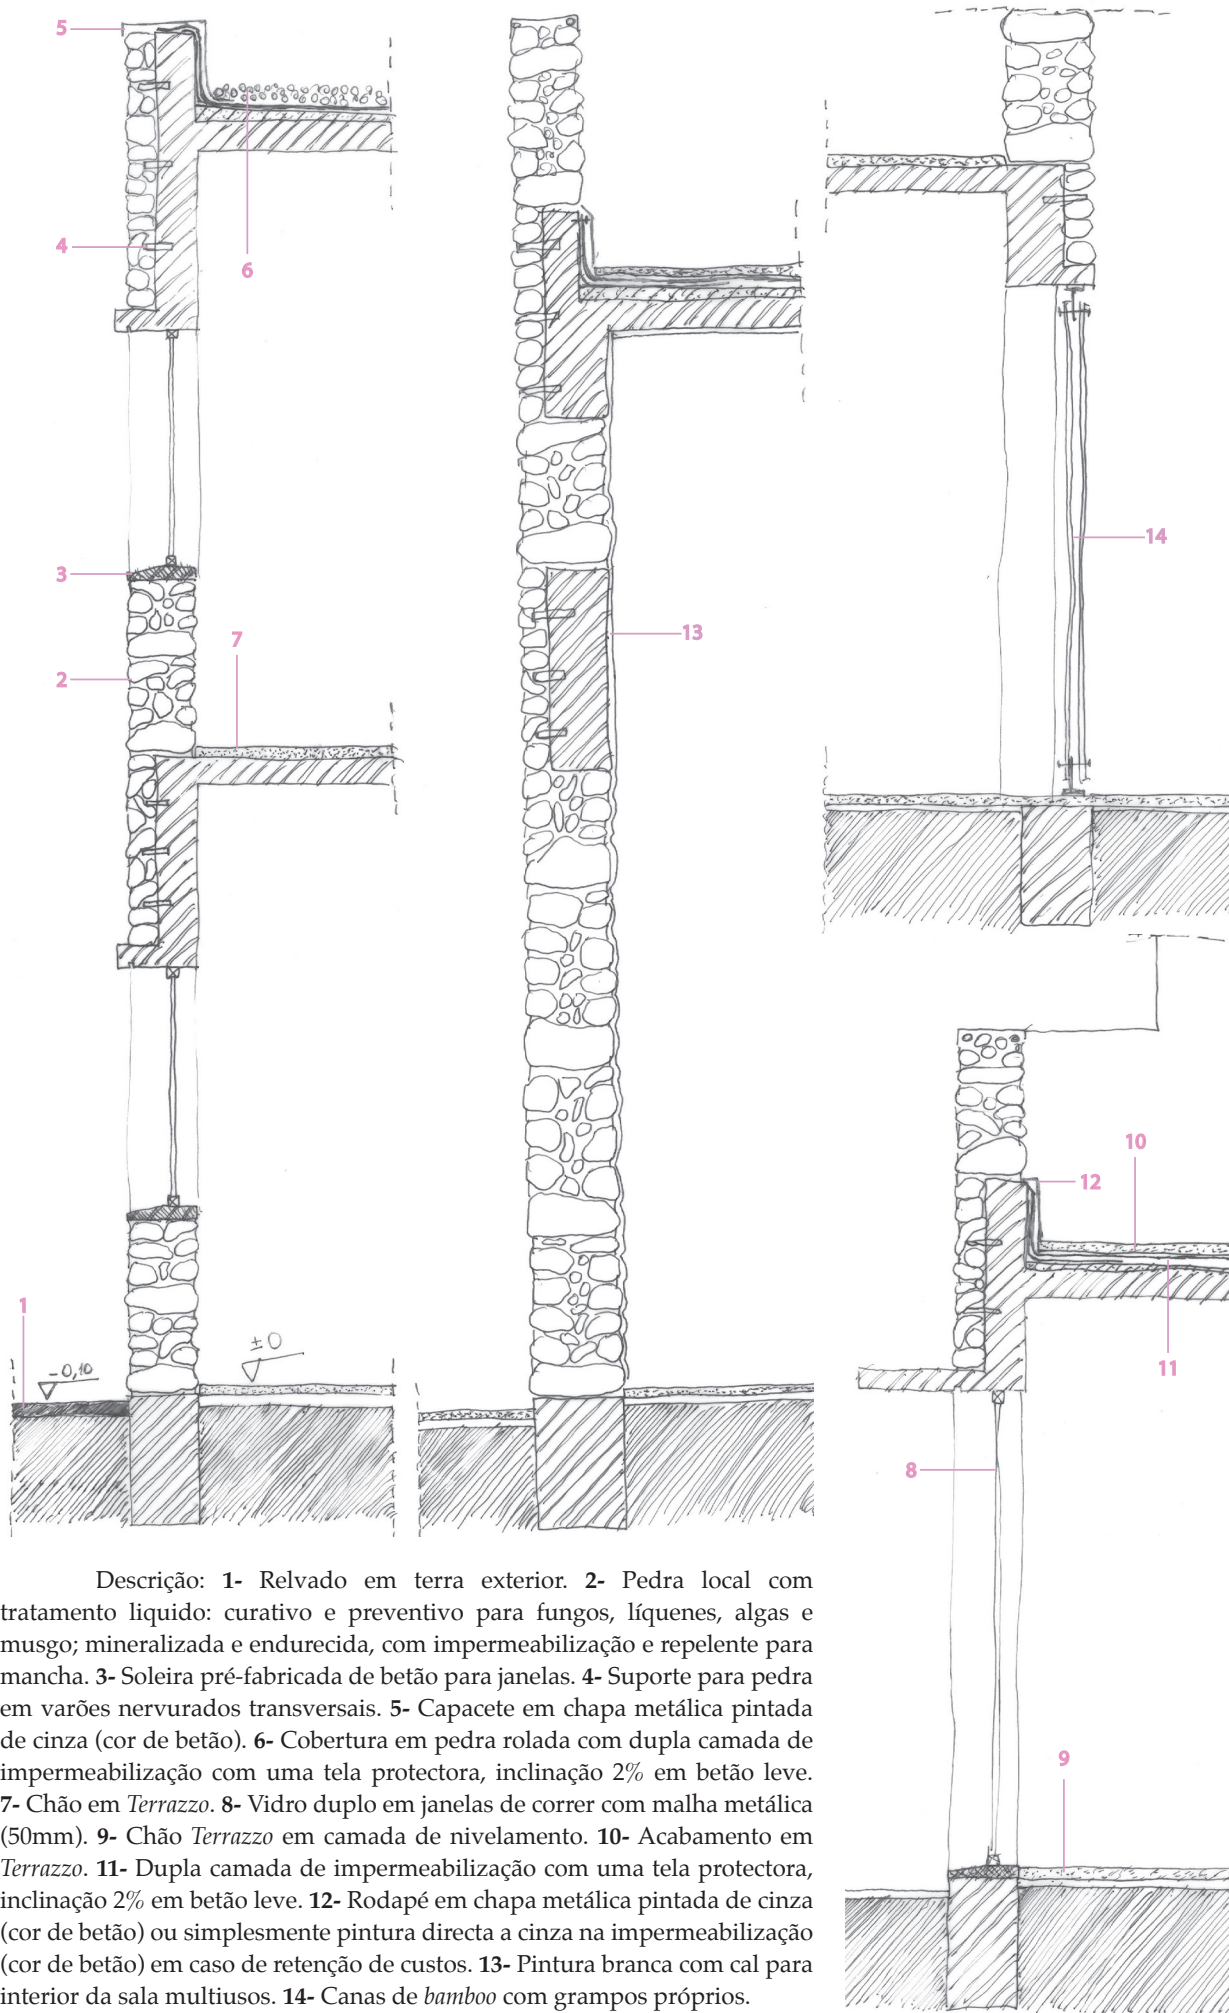 5
4
6
3
7
2
13
14
1
-0,10
±0
12
10
11
8
9
Descrição: 1- Relvado em terra exterior. 2- Pedra local com
tratamento liquido: curativo e preventivo para fungos, líquenes, algas e
musgo; mineralizada e endurecida, com impermeabilização e repelente para
mancha. 3- Soleira pré-fabricada de betão para janelas. 4- Suporte para pedra
em varões nervurados transversais. 5- Capacete em chapa metálica pintada
de cinza (cor de betão). 6- Cobertura em pedra rolada com dupla camada de
impermeabilização com uma tela protectora, inclinação 2% em betão leve.
7- Chão em Terrazzo. 8- Vidro duplo em janelas de correr com malha metálica
(50mm). 9- Chão Terrazzo em camada de nivelamento. 10- Acabamento em
Terrazzo. 11- Dupla camada de impermeabilização com uma tela protectora,
inclinação 2% em betão leve. 12- Rodapé em chapa metálica pintada de cinza
(cor de betão) ou simplesmente pintura directa a cinza na impermeabilização
(cor de betão) em caso de retenção de custos. 13- Pintura branca com cal para
interior da sala multiusos. 14- Canas de bamboo com grampos próprios.